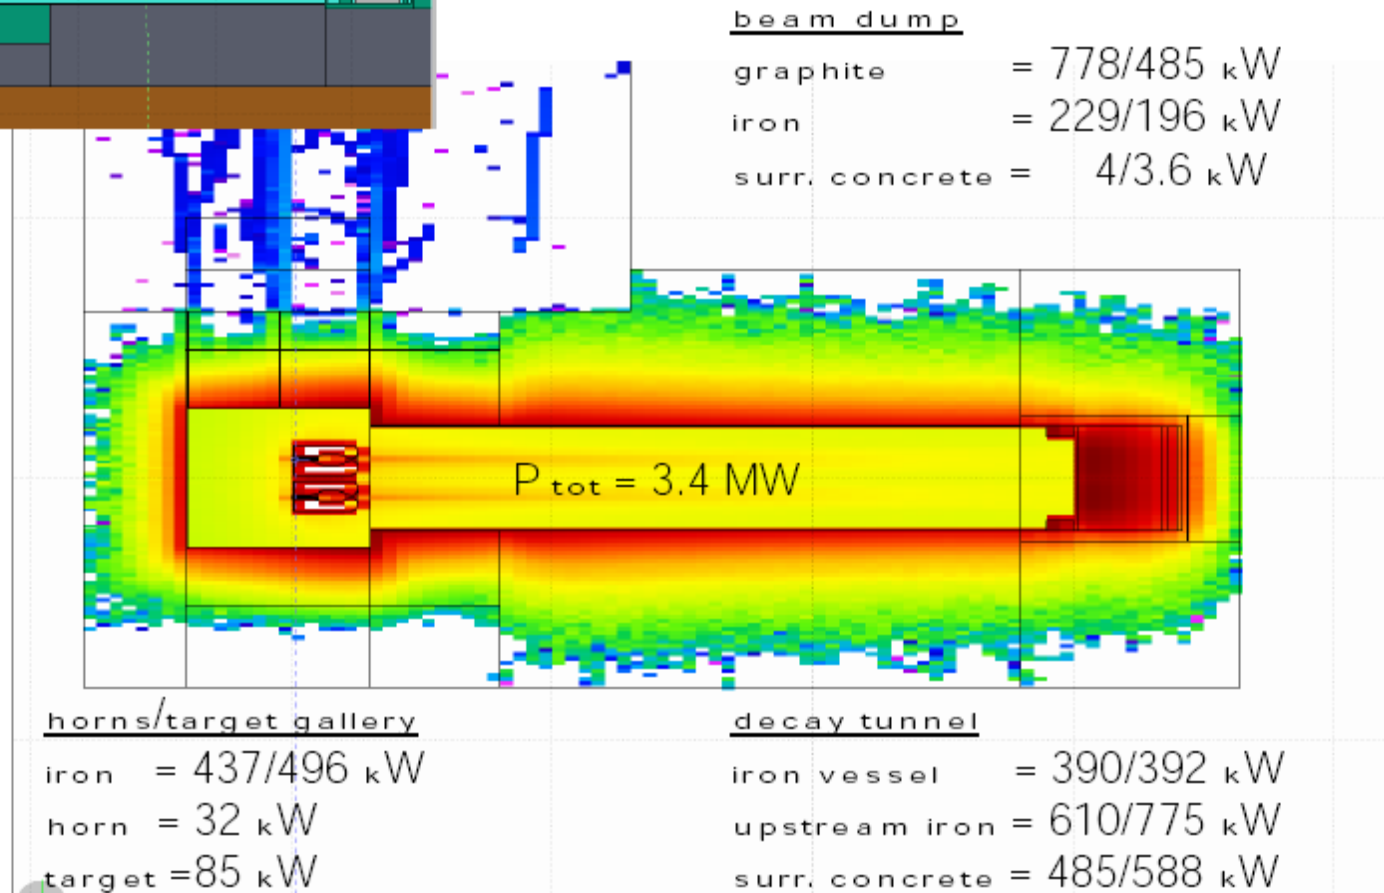 beam dump
graphite = 778/485 kW
iron = 229/196 kW
surr. concrete = 4/3.6 kW
P tot = 3.4 MW
horns/target gallery
iron = 437/496 kW
horn = 32 kW
target =85 kW
decay tunnel
iron vessel = 390/392 kW
upstream iron = 610/775 kW
surr. concrete = 485/588 kW